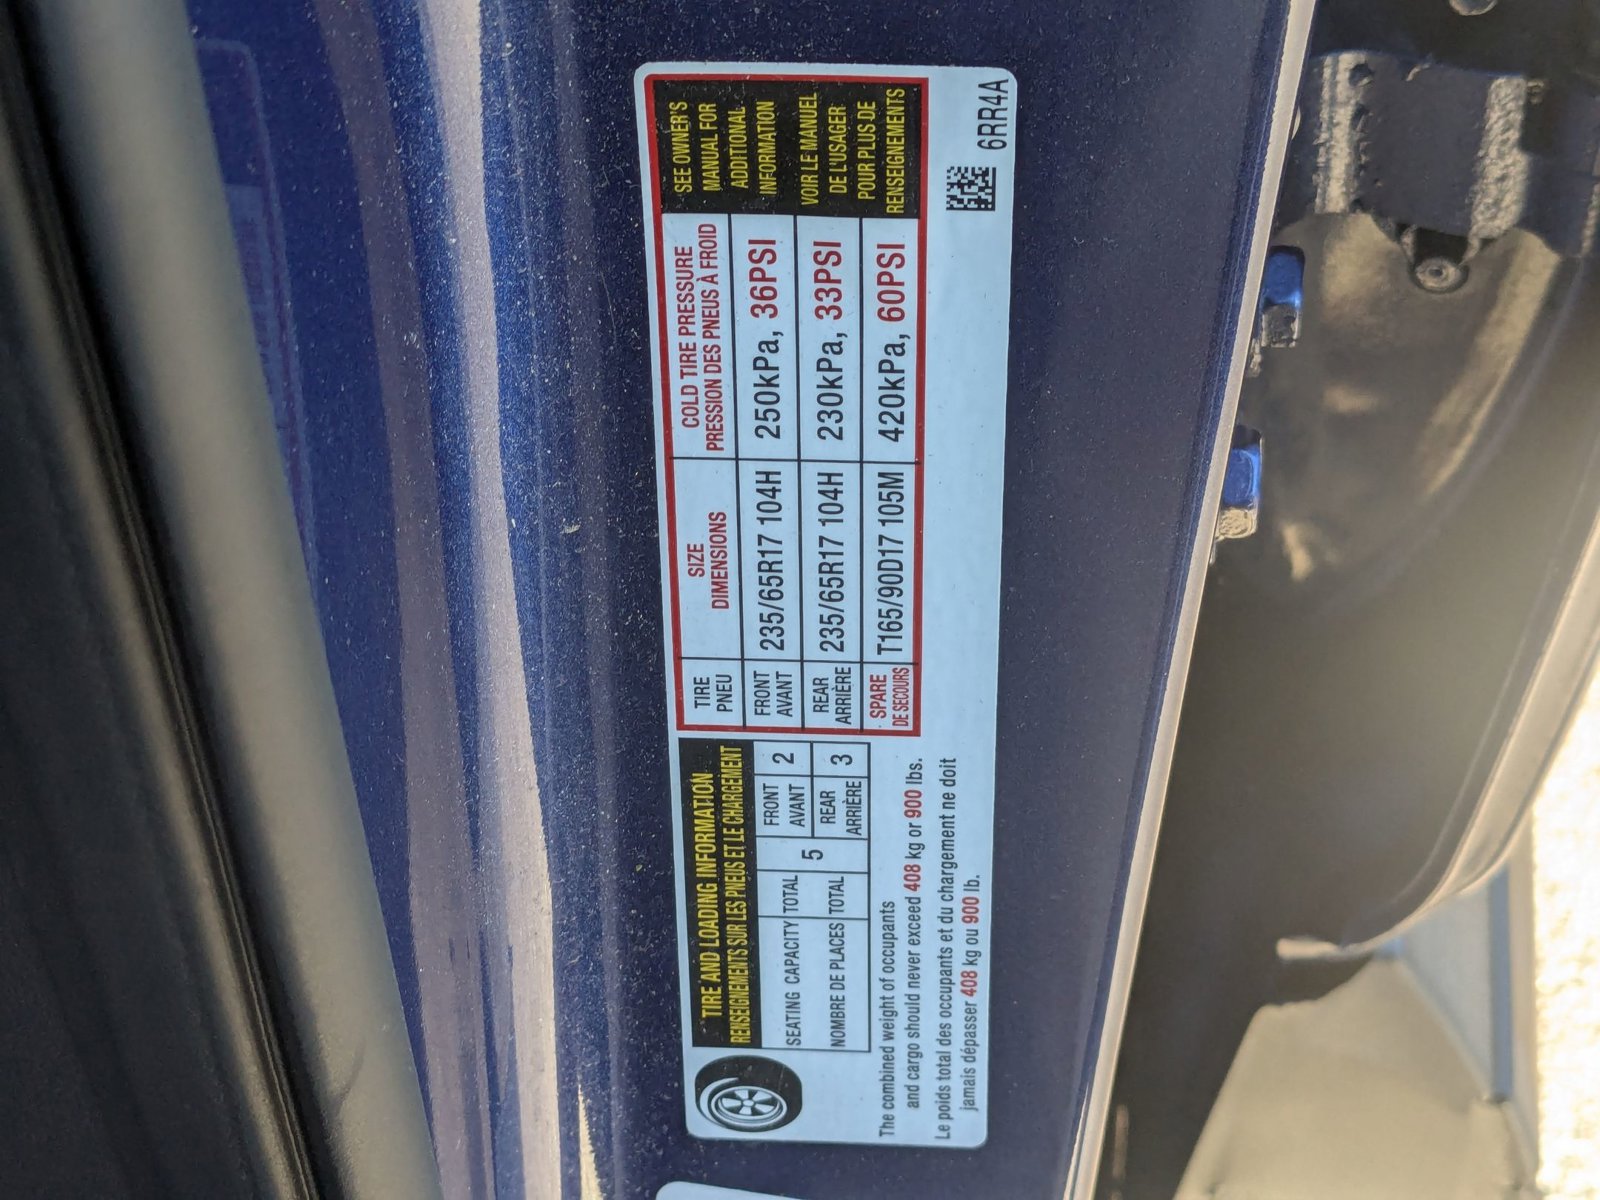 TIRE AND LOADING INFORMATION
RENSEIGNEMENTS SUR LES PNEUS ET LE CHARGEMENT
SEATING CAPACITY TOTAL 5 FRONT AVANT 2
NOMBRE DE PLACES TOTAL REAR ARRIÈRE 3
The combined weight of occupants
and cargo should never exceed 408 kg or 900 lbs.
Le poids total des occupants et du chargement ne doit
jamais dépasser 408 kg ou 900 lb.
TIRE
PNEU
SIZE
DIMENSIONS
COLD TIRE PRESSURE
PRESSION DES PNEUS À FROID
FRONT
AVANT
235/65R17 104H
250kPa, 36PSI
REAR
ARRIÈRE
235/65R17 104H
230kPa, 33PSI
SPARE
DE SECOURS
T165/90D17 105M
420kPa, 60PSI
SEE OWNER'S
MANUAL FOR
ADDITIONAL
INFORMATION
VOIR LE MANUEL
DE L'USAGER
POUR PLUS DE
RENSEIGNEMENTS
6RR4A